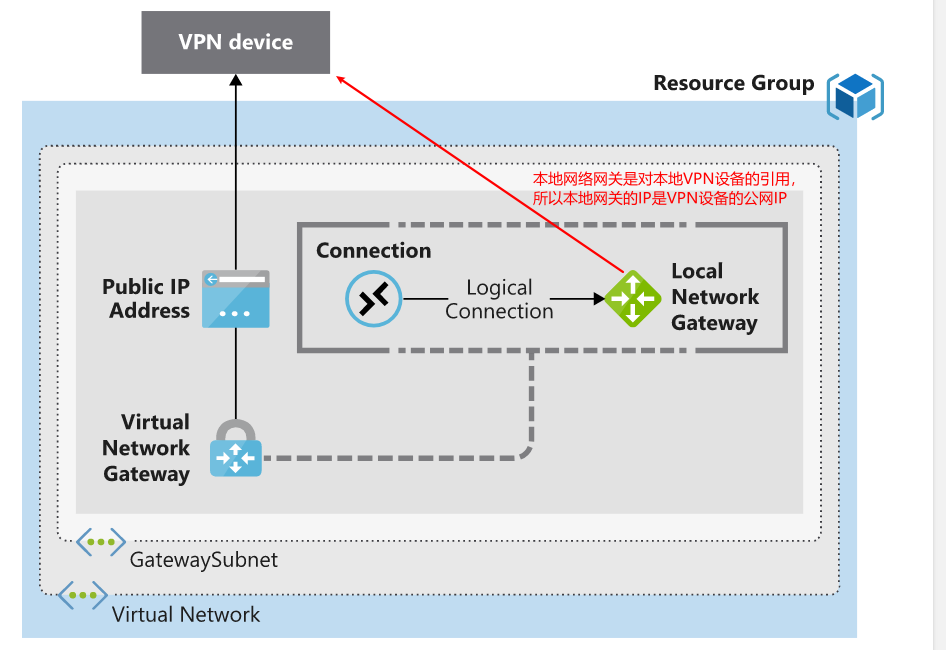 VPN device
Resource Group
本地网络网关是对本地VPN设备的引用，
所以本地网关的IP是VPN设备的公网IP
Connection
Public IP
Address
Logical
Connection
Local
Network
Gateway
Virtual
Network
Gateway
GatewaySubnet
Virtual Network